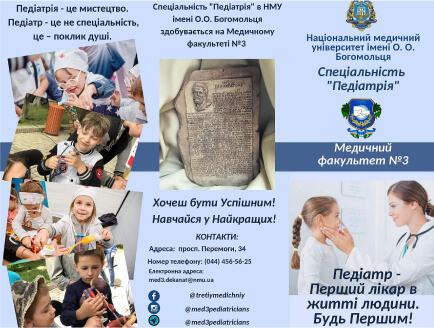 Педіатрія - це мистецтво.
Педіатр - це не спеціальність,
це – поклик душі.
Спеціальність "Педіатрія" в НМУ
імені О.О. Богомольця
здобувається на Медичному
факультеті №3
Хочеш бути Успішним!
Навчайся у Найкращих!
КОНТАКТИ:
Адреса: просп. Перемоги, 34
Номер телефону: (044) 456-56-25
Електронна адреса:
med3.dekanat@nmu.ua
@tretiymedichniy
@med3pediatricians
@med3pediatricians
Національний медичний
університет імені О. О.
Богомольця
Спеціальність
"Педіатрія"
Медичний
факультет №3
Педіатр -
Перший лікар в
житті людини.
Будь Першим!